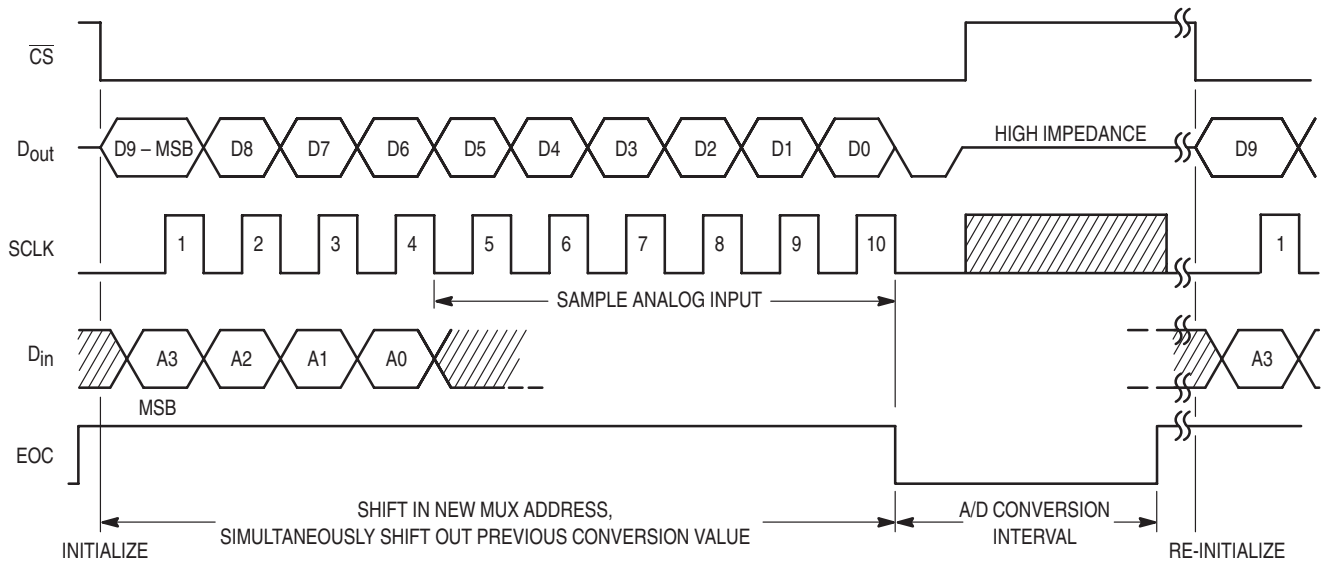 CS
Dout D9 – MSB D8 D7 D6 D5 D4 D3 D2 D1 D0 HIGH IMPEDANCE D9
SCLK 1 2 3 4 5 6 7 8 9 10 1
SAMPLE ANALOG INPUT
Din A3 A2 A1 A0 A3
MSB
EOC
SHIFT IN NEW MUX ADDRESS,
SIMULTANEOUSLY SHIFT OUT PREVIOUS CONVERSION VALUE
A/D CONVERSION
INTERVAL
INITIALIZE
RE-INITIALIZE